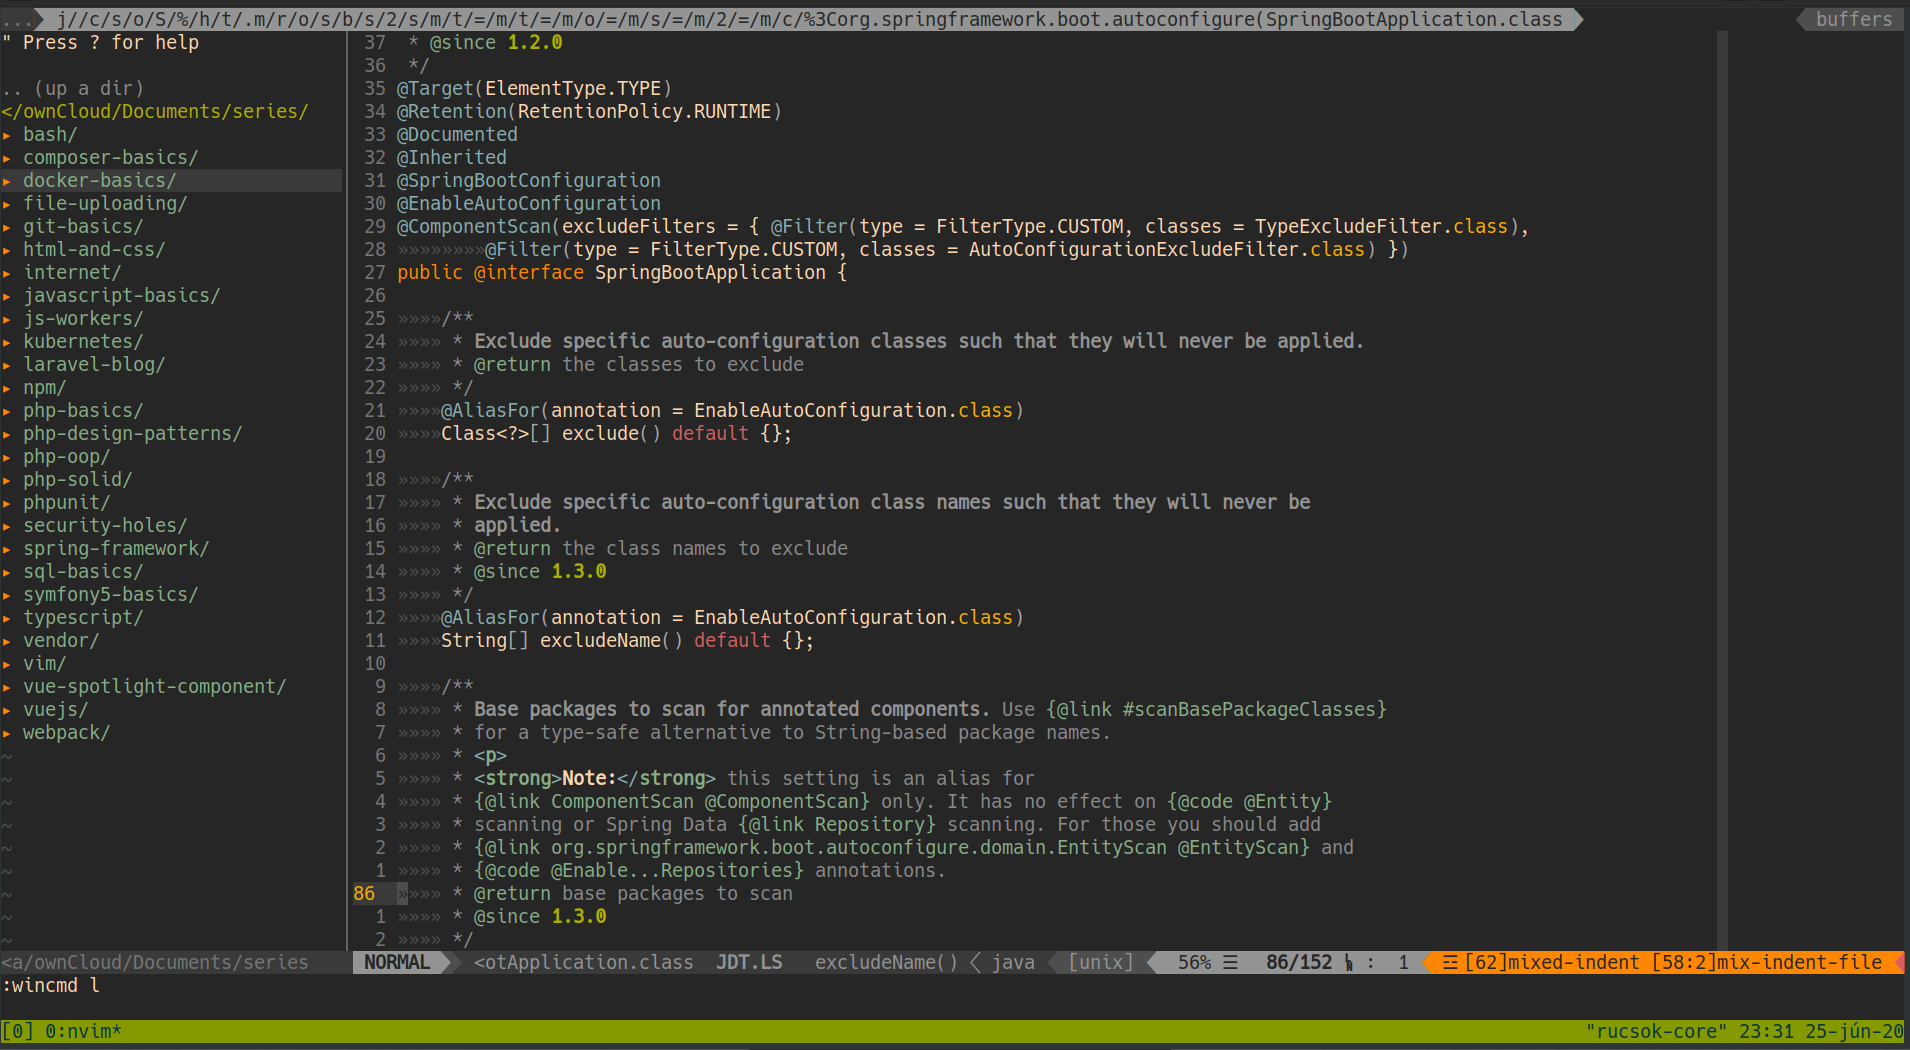 ... j//c/s/o/S/%/h/t/.m/r/o/s/b/s/2/s/m/t/=/m/t/=/m/o/=/m/s/=/m/2/=/m/c/%3Corg.springframework.boot.autoconfigure(SpringBootApplication.class buffers
" Press ? for help
.. (up a dir)
</ownCloud/Documents/series/
▸ bash/
▸ composer-basics/
▸ docker-basics/
▸ file-uploading/
▸ git-basics/
▸ html-and-css/
▸ internet/
▸ javascript-basics/
▸ js-workers/
▸ kubernetes/
▸ laravel-blog/
▸ npm/
▸ php-basics/
▸ php-design-patterns/
▸ php-oop/
▸ php-solid/
▸ phpunit/
▸ security-holes/
▸ spring-framework/
▸ sql-basics/
▸ symfony5-basics/
▸ typescript/
▸ vendor/
▸ vim/
▸ vue-spotlight-component/
▸ vuejs/
▸ webpack/
~
~
~
~
~
~
~
~
~
37 * @since 1.2.0
36 */
35 @Target(ElementType.TYPE)
34 @Retention(RetentionPolicy.RUNTIME)
33 @Documented
32 @Inherited
31 @SpringBootConfiguration
30 @EnableAutoConfiguration
29 @ComponentScan(excludeFilters = { @Filter(type = FilterType.CUSTOM, classes = TypeExcludeFilter.class),
28 »»»»»»»»@Filter(type = FilterType.CUSTOM, classes = AutoConfigurationExcludeFilter.class) })
27 public @interface SpringBootApplication {
26
25 »»»»/**
24 »»»» * Exclude specific auto-configuration classes such that they will never be applied.
23 »»»» * @return the classes to exclude
22 »»»» */
21 »»»»@AliasFor(annotation = EnableAutoConfiguration.class)
20 »»»»Class<?>[] exclude() default {};
19
18 »»»»/**
17 »»»» * Exclude specific auto-configuration class names such that they will never be
16 »»»» * applied.
15 »»»» * @return the class names to exclude
14 »»»» * @since 1.3.0
13 »»»» */
12 »»»»@AliasFor(annotation = EnableAutoConfiguration.class)
11 »»»»String[] excludeName() default {};
10
9 »»»»/**
8 »»»» * Base packages to scan for annotated components. Use {@link #scanBasePackageClasses}
7 »»»» * for a type-safe alternative to String-based package names.
6 »»»» * <p>
5 »»»» * <strong>Note:</strong> this setting is an alias for
4 »»»» * {@link ComponentScan @ComponentScan} only. It has no effect on {@code @Entity}
3 »»»» * scanning or Spring Data {@link Repository} scanning. For those you should add
2 »»»» * {@link org.springframework.boot.autoconfigure.domain.EntityScan @EntityScan} and
1 »»»» * {@code @Enable...Repositories} annotations.
86 »»»» * @return base packages to scan
1 »»»» * @since 1.3.0
2 »»»» */
<a/ownCloud/Documents/series NORMAL <otApplication.class JDT.LS excludeName() < java [unix] 56% ☰ 86/152 ㏑ : 1 ☲ [62]mixed-indent [58:2]mix-indent-file
:wincmd l
[0] 0:nvim* "rucsok-core" 23:31 25-jún-20